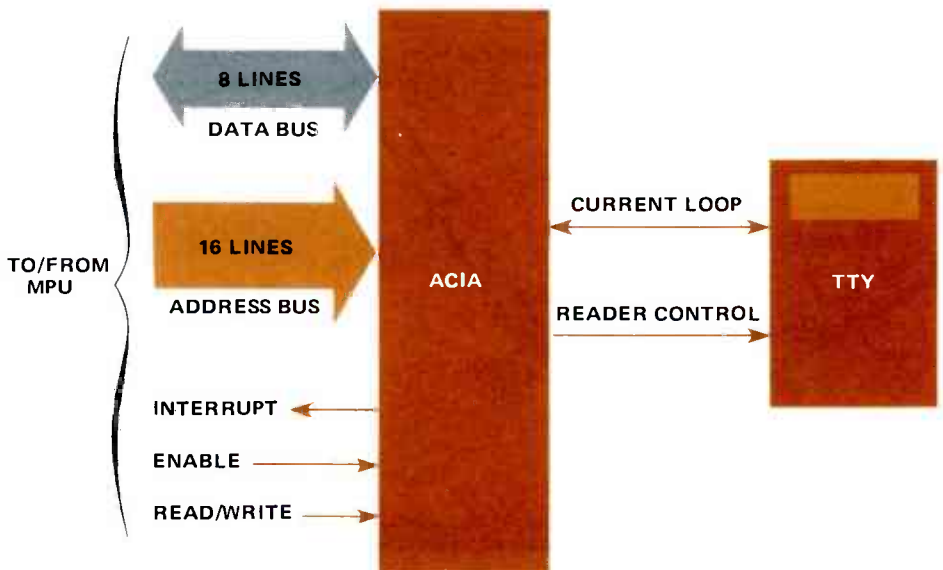 8 LINES
DATA BUS
16 LINES
ADDRESS BUS
TO/FROM
MPU
INTERRUPT
ENABLE
READ/WRITE
ACIA
CURRENT LOOP
READER CONTROL
TTY